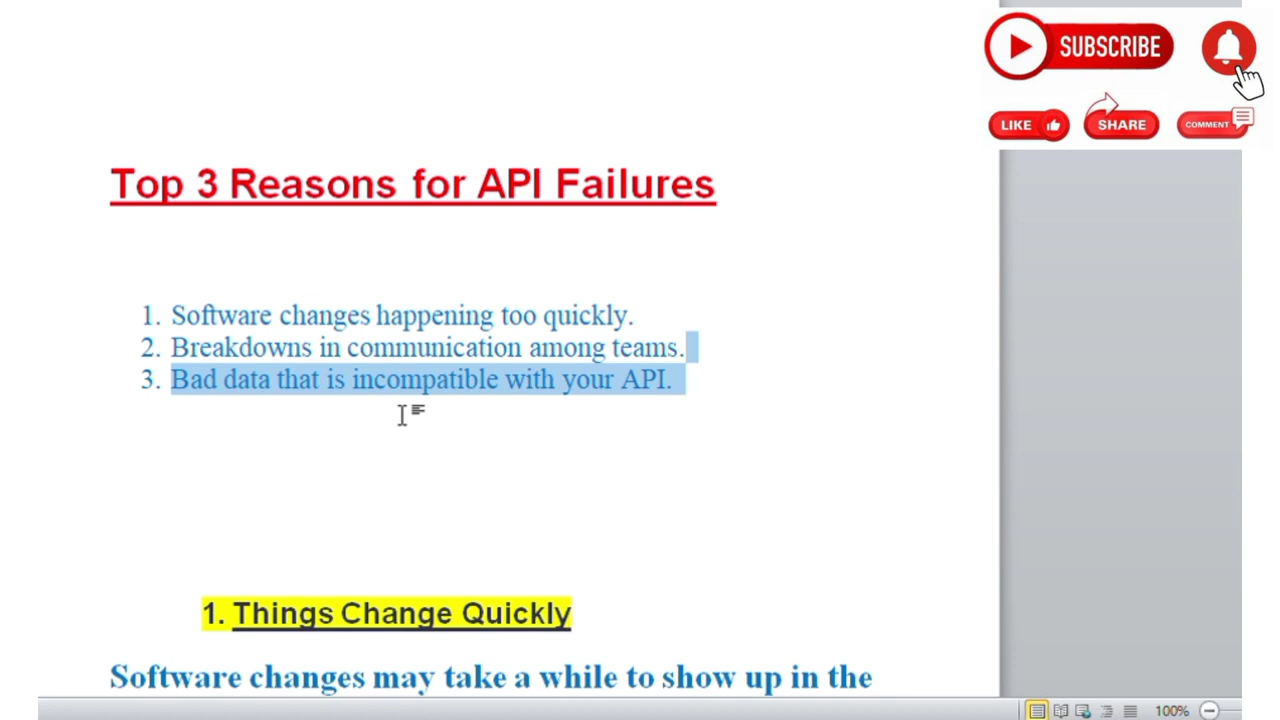 SUBSCRIBE
LIKE
SHARE
COMMENT
Top 3 Reasons for API Failures
1. Software changes happening too quickly.
2. Breakdowns in communication among teams.
3. Bad data that is incompatible with your API.
1. Things Change Quickly
Software changes may take a while to show up in the
100%